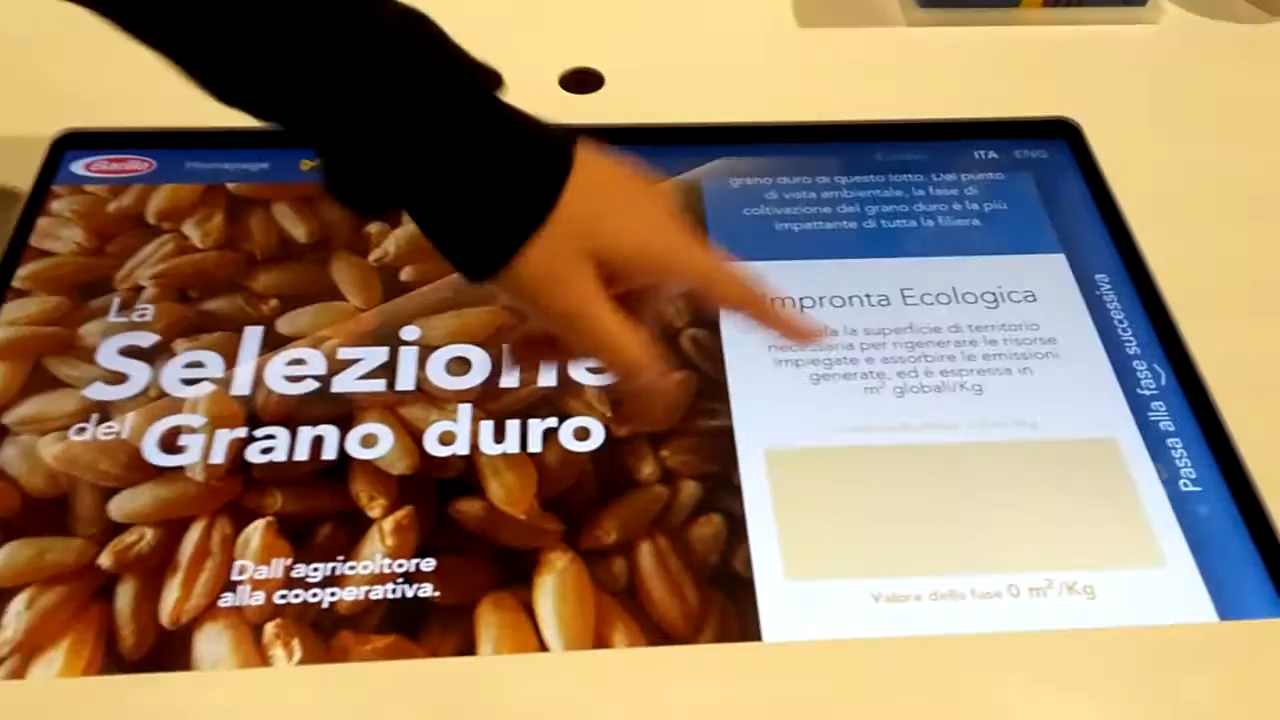 Barilla
Homepage
ITA ENG
grano duro di questo lotto. Dal punto
di vista ambientale, la fase di
coltivazione del grano duro è la più
impattante di tutta la filiera.
La
Selezione
del Grano duro
Dall'agricoltore
alla cooperativa.
Impronta Ecologica
la superficie di territorio
necessaria per rigenerare le risorse
impiegate e assorbire le emissioni
generate, ed è espressa in
m² globali/Kg
Valore della fase 0 m²/Kg
Passa alla fase successiva